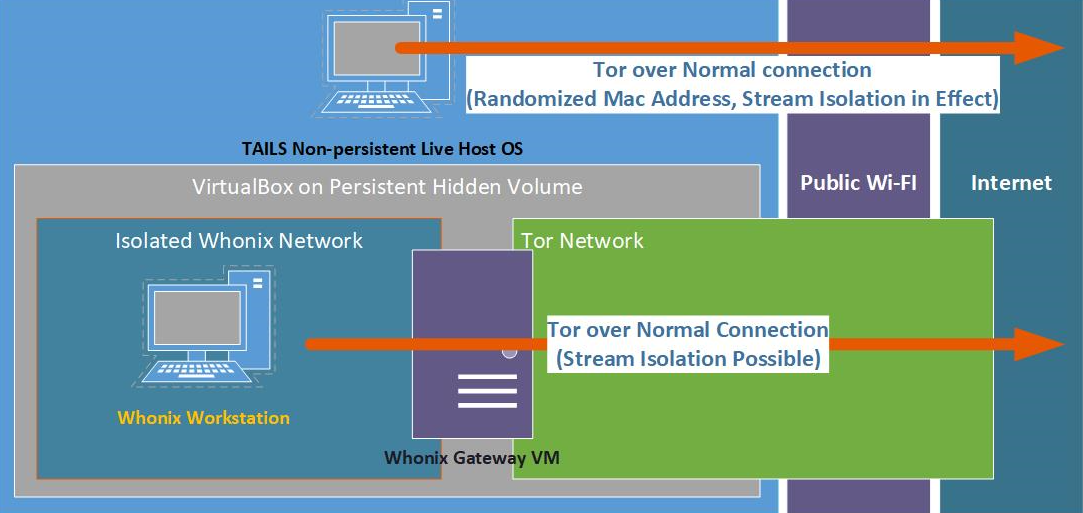 Tor over Normal connection
(Randomized Mac Address, Stream Isolation in Effect)
TAILS Non-persistent Live Host OS
VirtualBox on Persistent Hidden Volume
Public Wi-FI
Internet
Isolated Whonix Network
Tor Network
Tor over Normal Connection
(Stream Isolation Possible)
Whonix Workstation
Whonix Gateway VM